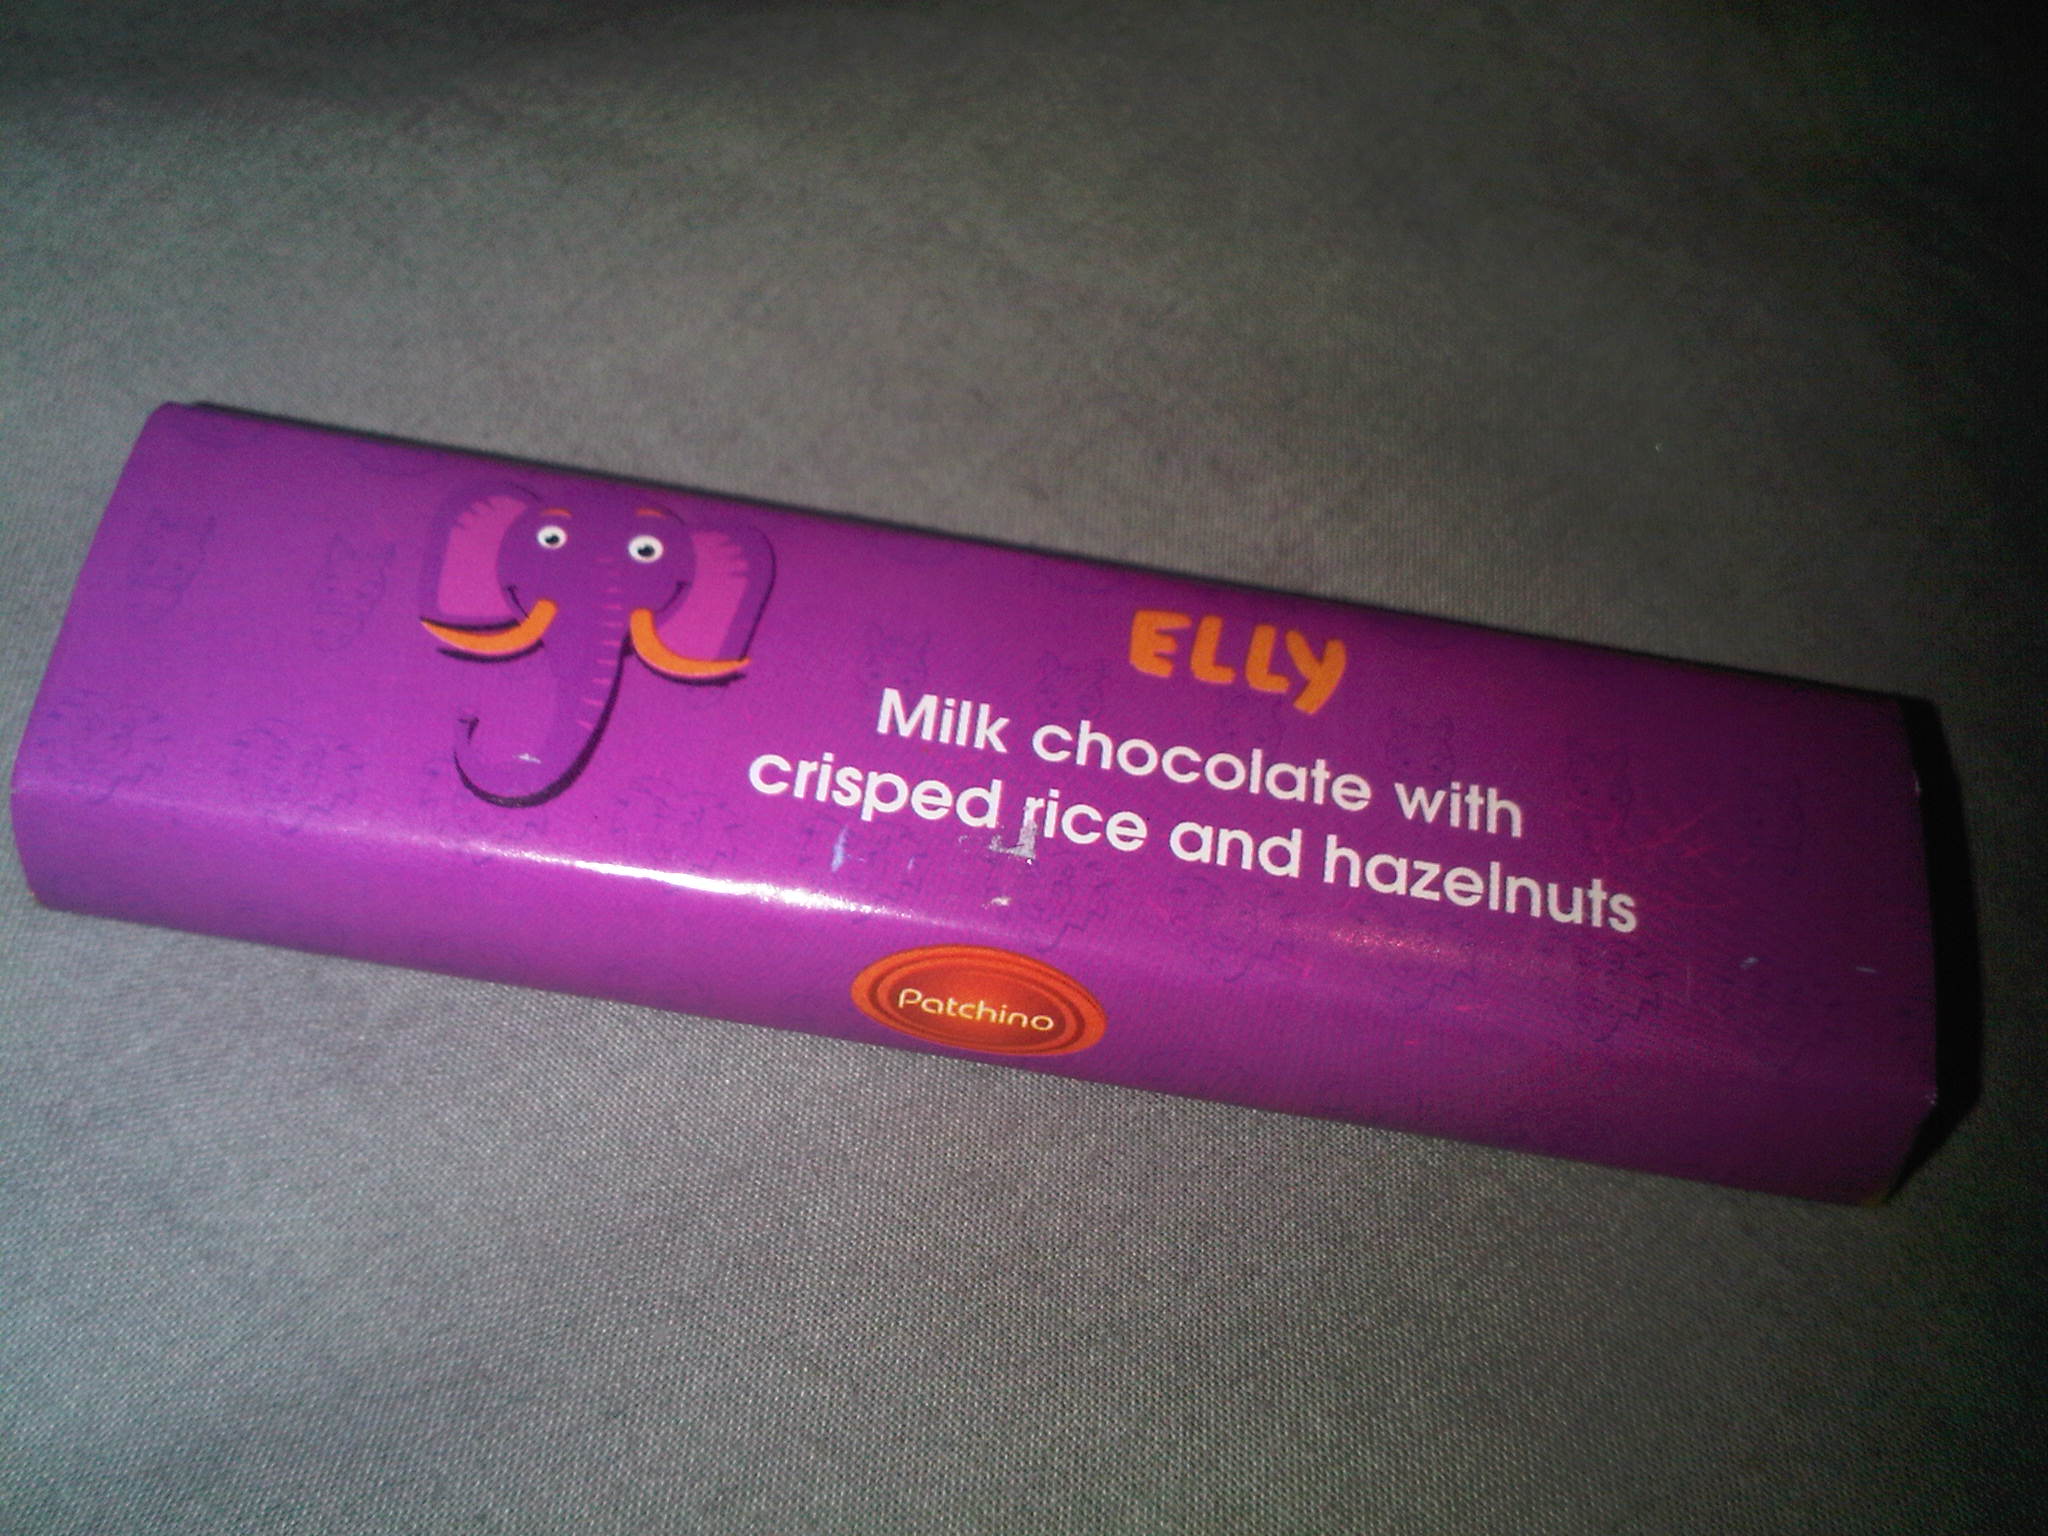 ELLY
Milk chocolate with
crisped rice and hazelnuts
Patchino